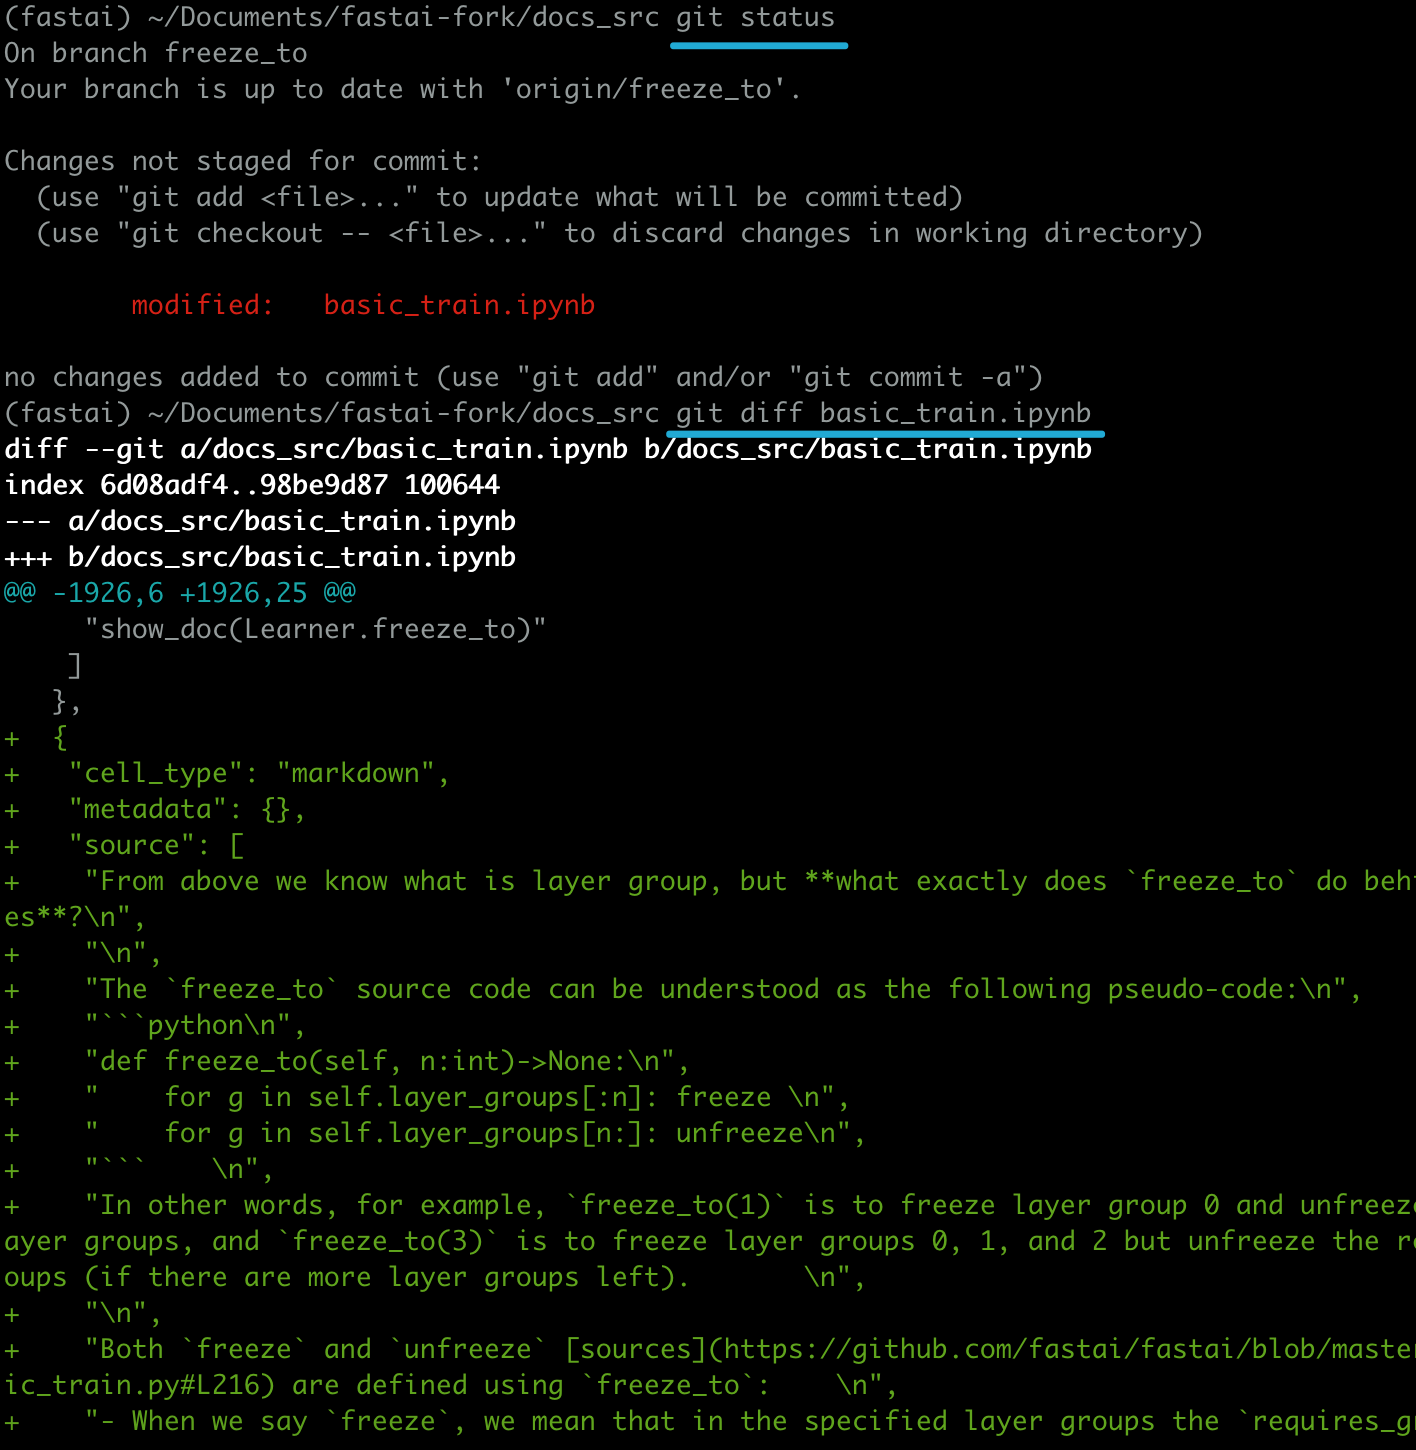 (fastai) ~/Documents/fastai-fork/docs_src git status
On branch freeze_to
Your branch is up to date with 'origin/freeze_to'.

Changes not staged for commit:
  (use "git add <file>..." to update what will be committed)
  (use "git checkout -- <file>..." to discard changes in working directory)

        modified:   basic_train.ipynb

no changes added to commit (use "git add" and/or "git commit -a")
(fastai) ~/Documents/fastai-fork/docs_src git diff basic_train.ipynb
diff --git a/docs_src/basic_train.ipynb b/docs_src/basic_train.ipynb
index 6d08adf4..98be9d87 100644
--- a/docs_src/basic_train.ipynb
+++ b/docs_src/basic_train.ipynb
@@ -1926,6 +1926,25 @@
     "show_doc(Learner.freeze_to)"
    ]
   },
+  {
+   "cell_type": "markdown",
+   "metadata": {},
+   "source": [
+    "From above we know what is layer group, but **what exactly does `freeze_to` do beh
es**?\n",
+    "\n",
+    "The `freeze_to` source code can be understood as the following pseudo-code:\n",
+    "```python\n",
+    "def freeze_to(self, n:int)->None:\n",
+    "    for g in self.layer_groups[:n]: freeze \n",
+    "    for g in self.layer_groups[n:]: unfreeze\n",
+    "```    \n",
+    "In other words, for example, `freeze_to(1)` is to freeze layer group 0 and unfreeze
ayer groups, and `freeze_to(3)` is to freeze layer groups 0, 1, and 2 but unfreeze the r
oups (if there are more layer groups left).       \n",
+    "\n",
+    "Both `freeze` and `unfreeze` [sources](https://github.com/fastai/fastai/blob/master
ic_train.py#L216) are defined using `freeze_to`:    \n",
+    "- When we say `freeze`, we mean that in the specified layer groups the `requires_g